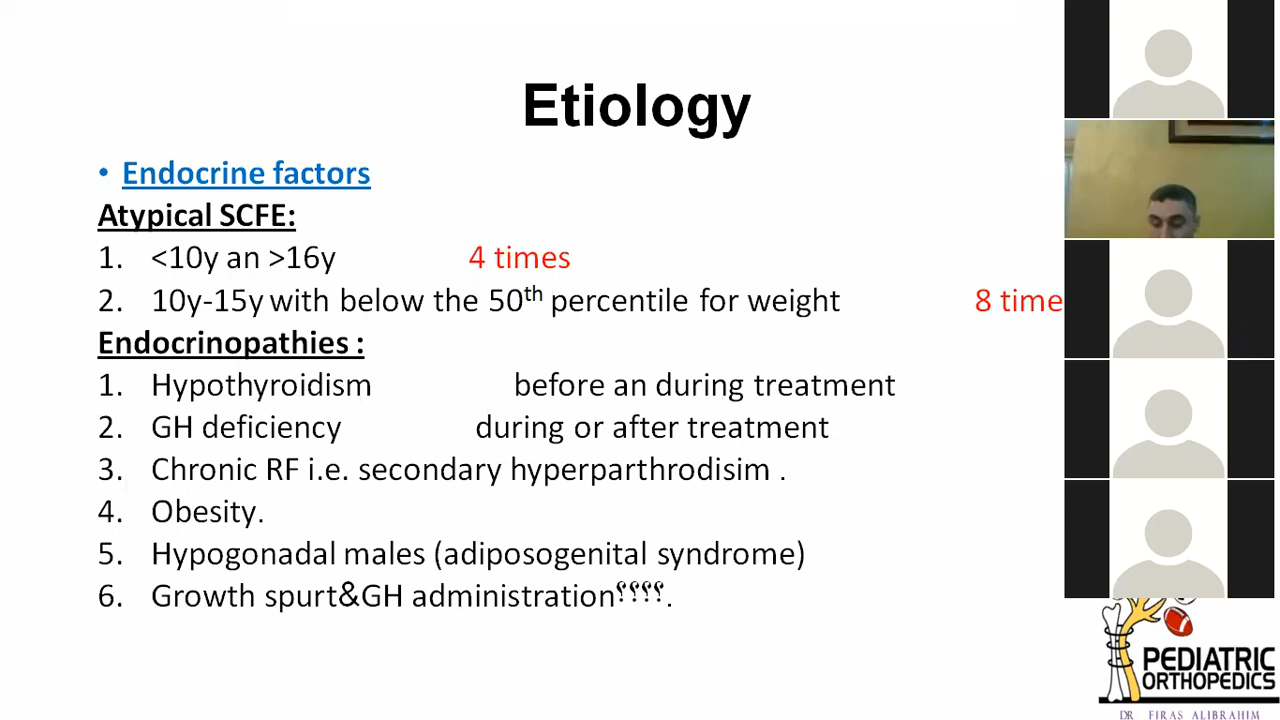 Etiology
• Endocrine factors
Atypical SCFE:
1. <10y an >16y 4 times
2. 10y-15y with below the 50th percentile for weight 8 time
Endocrinopathies :
1. Hypothyroidism before an during treatment
2. GH deficiency during or after treatment
3. Chronic RF i.e. secondary hyperparthrodisim .
4. Obesity.
5. Hypogonadal males (adiposogenital syndrome)
6. Growth spurt&GH administration؟؟؟؟.
PEDIATRIC
ORTHOPEDICS
DR FIRAS ALIBRAHIM